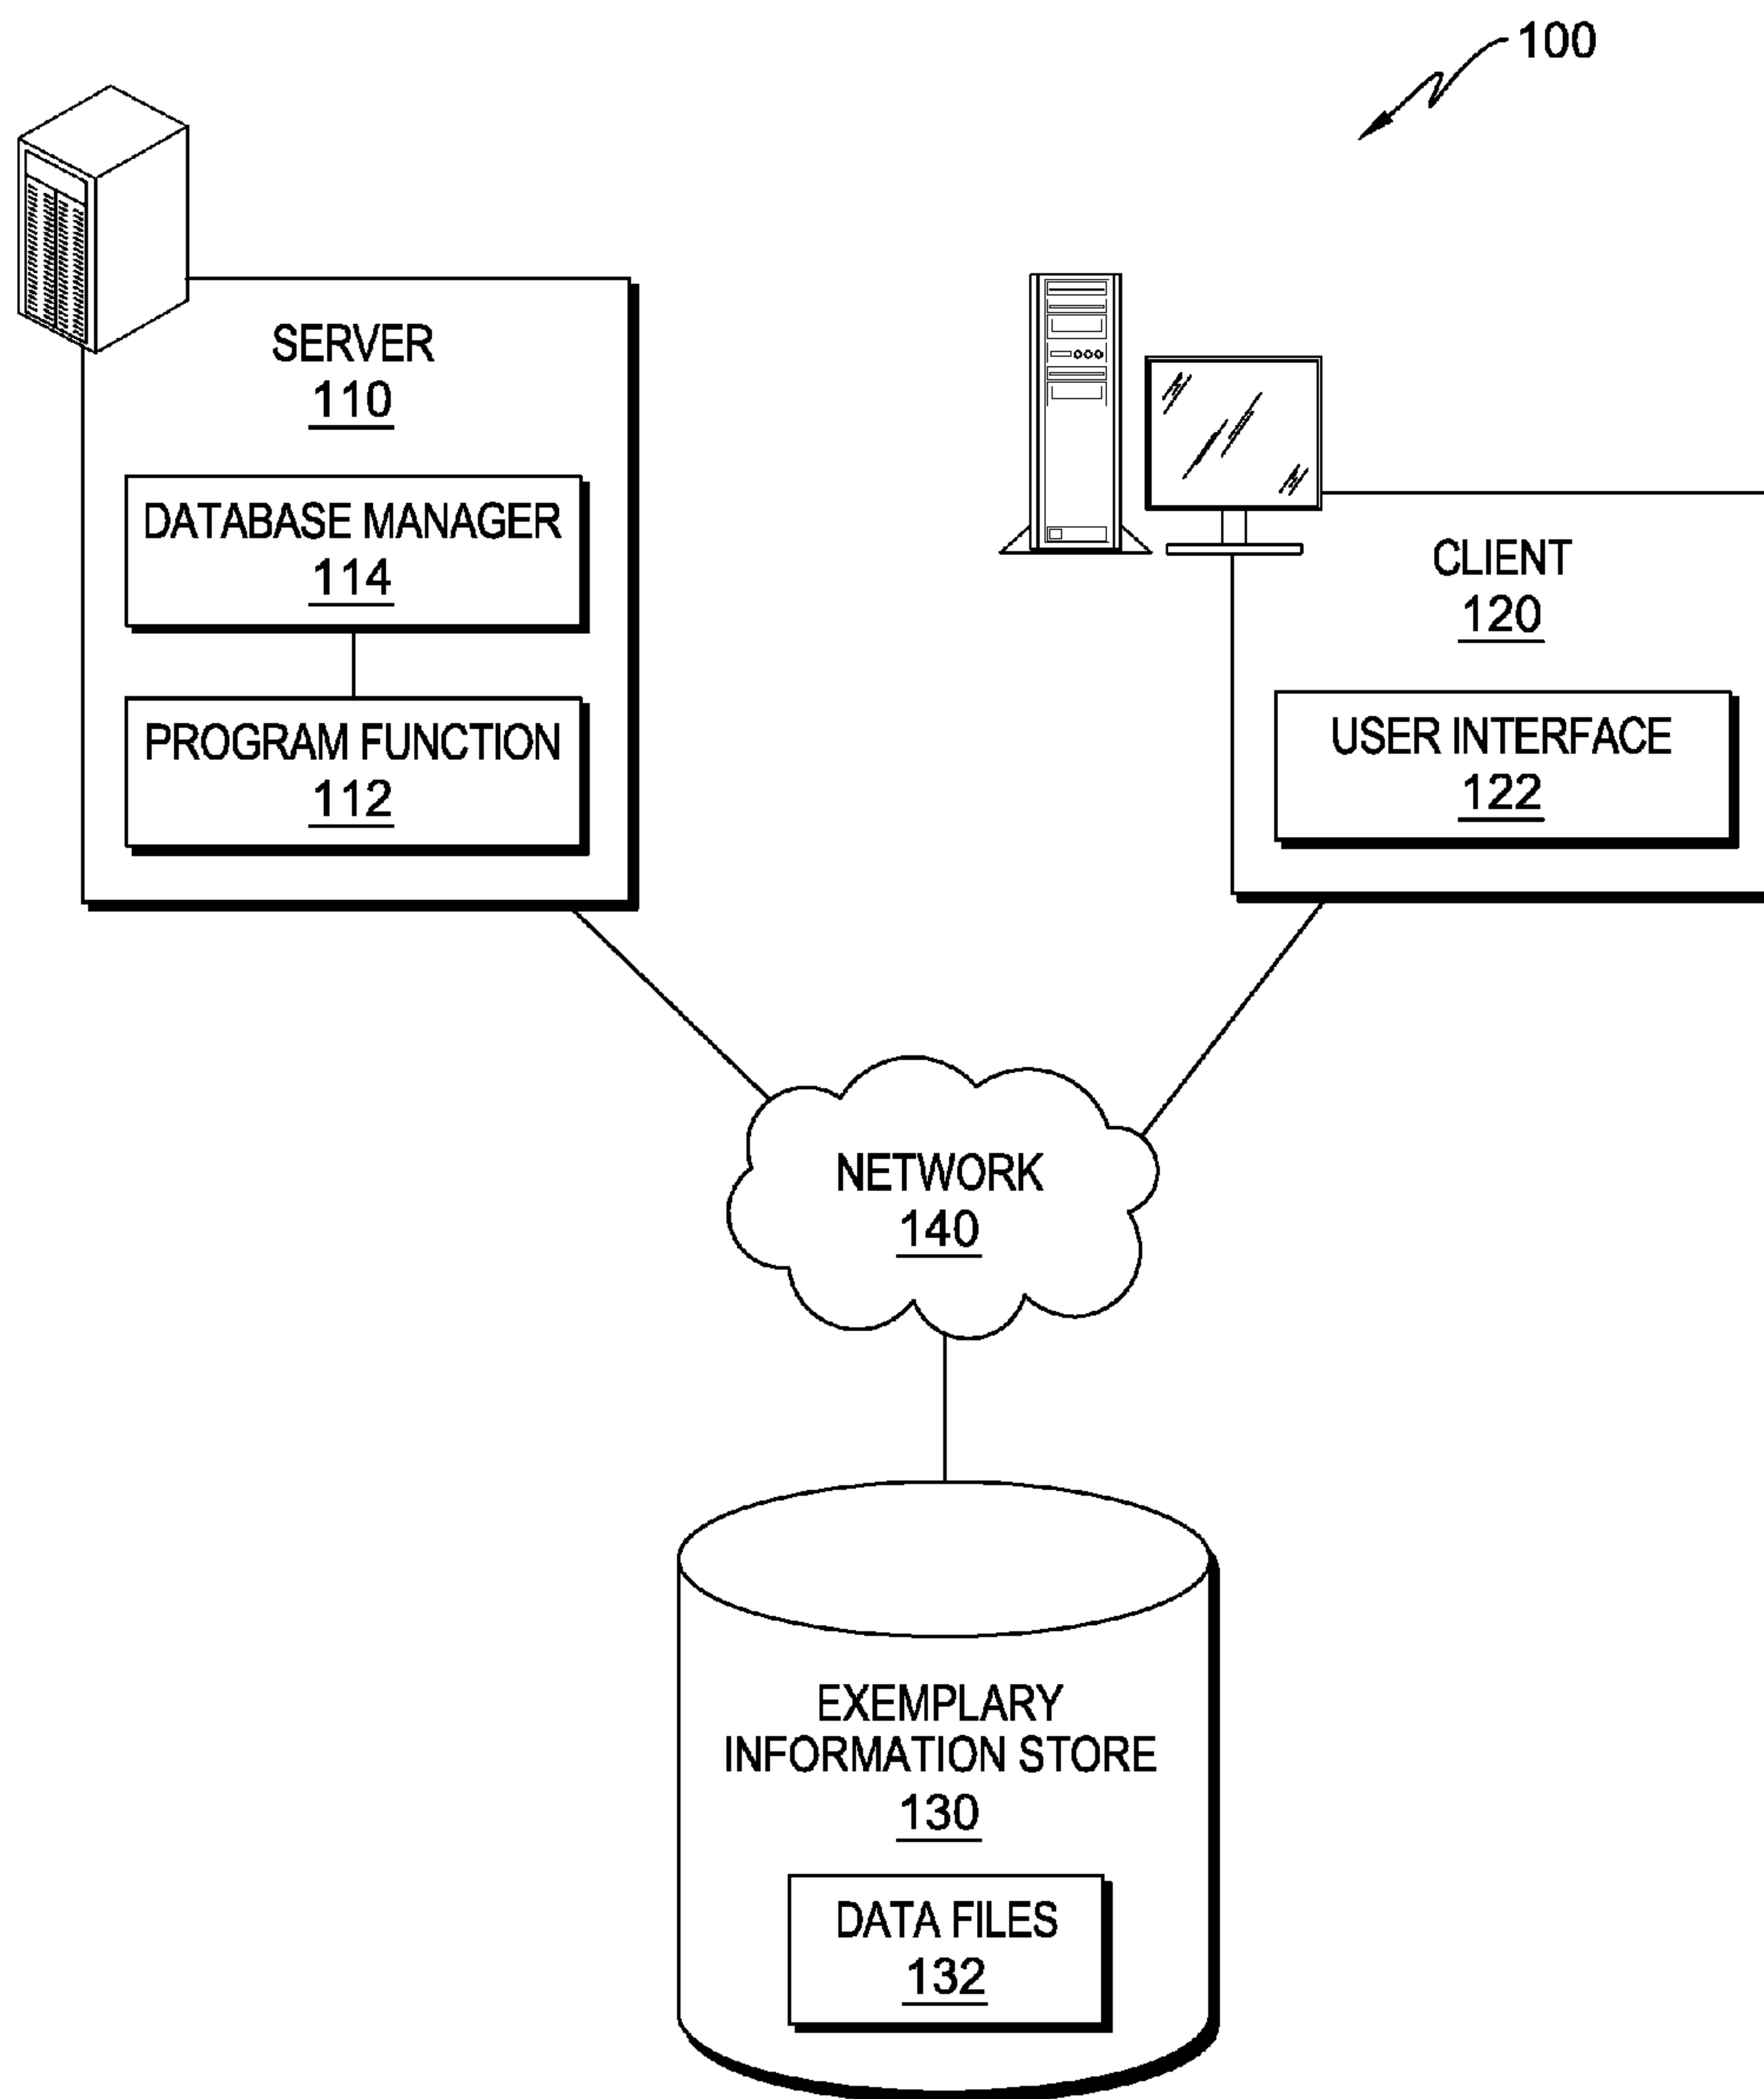 100
SERVER
110
DATABASE MANAGER
114
PROGRAM FUNCTION
112
CLIENT
120
USER INTERFACE
122
NETWORK
140
EXEMPLARY
INFORMATION STORE
130
DATA FILES
132